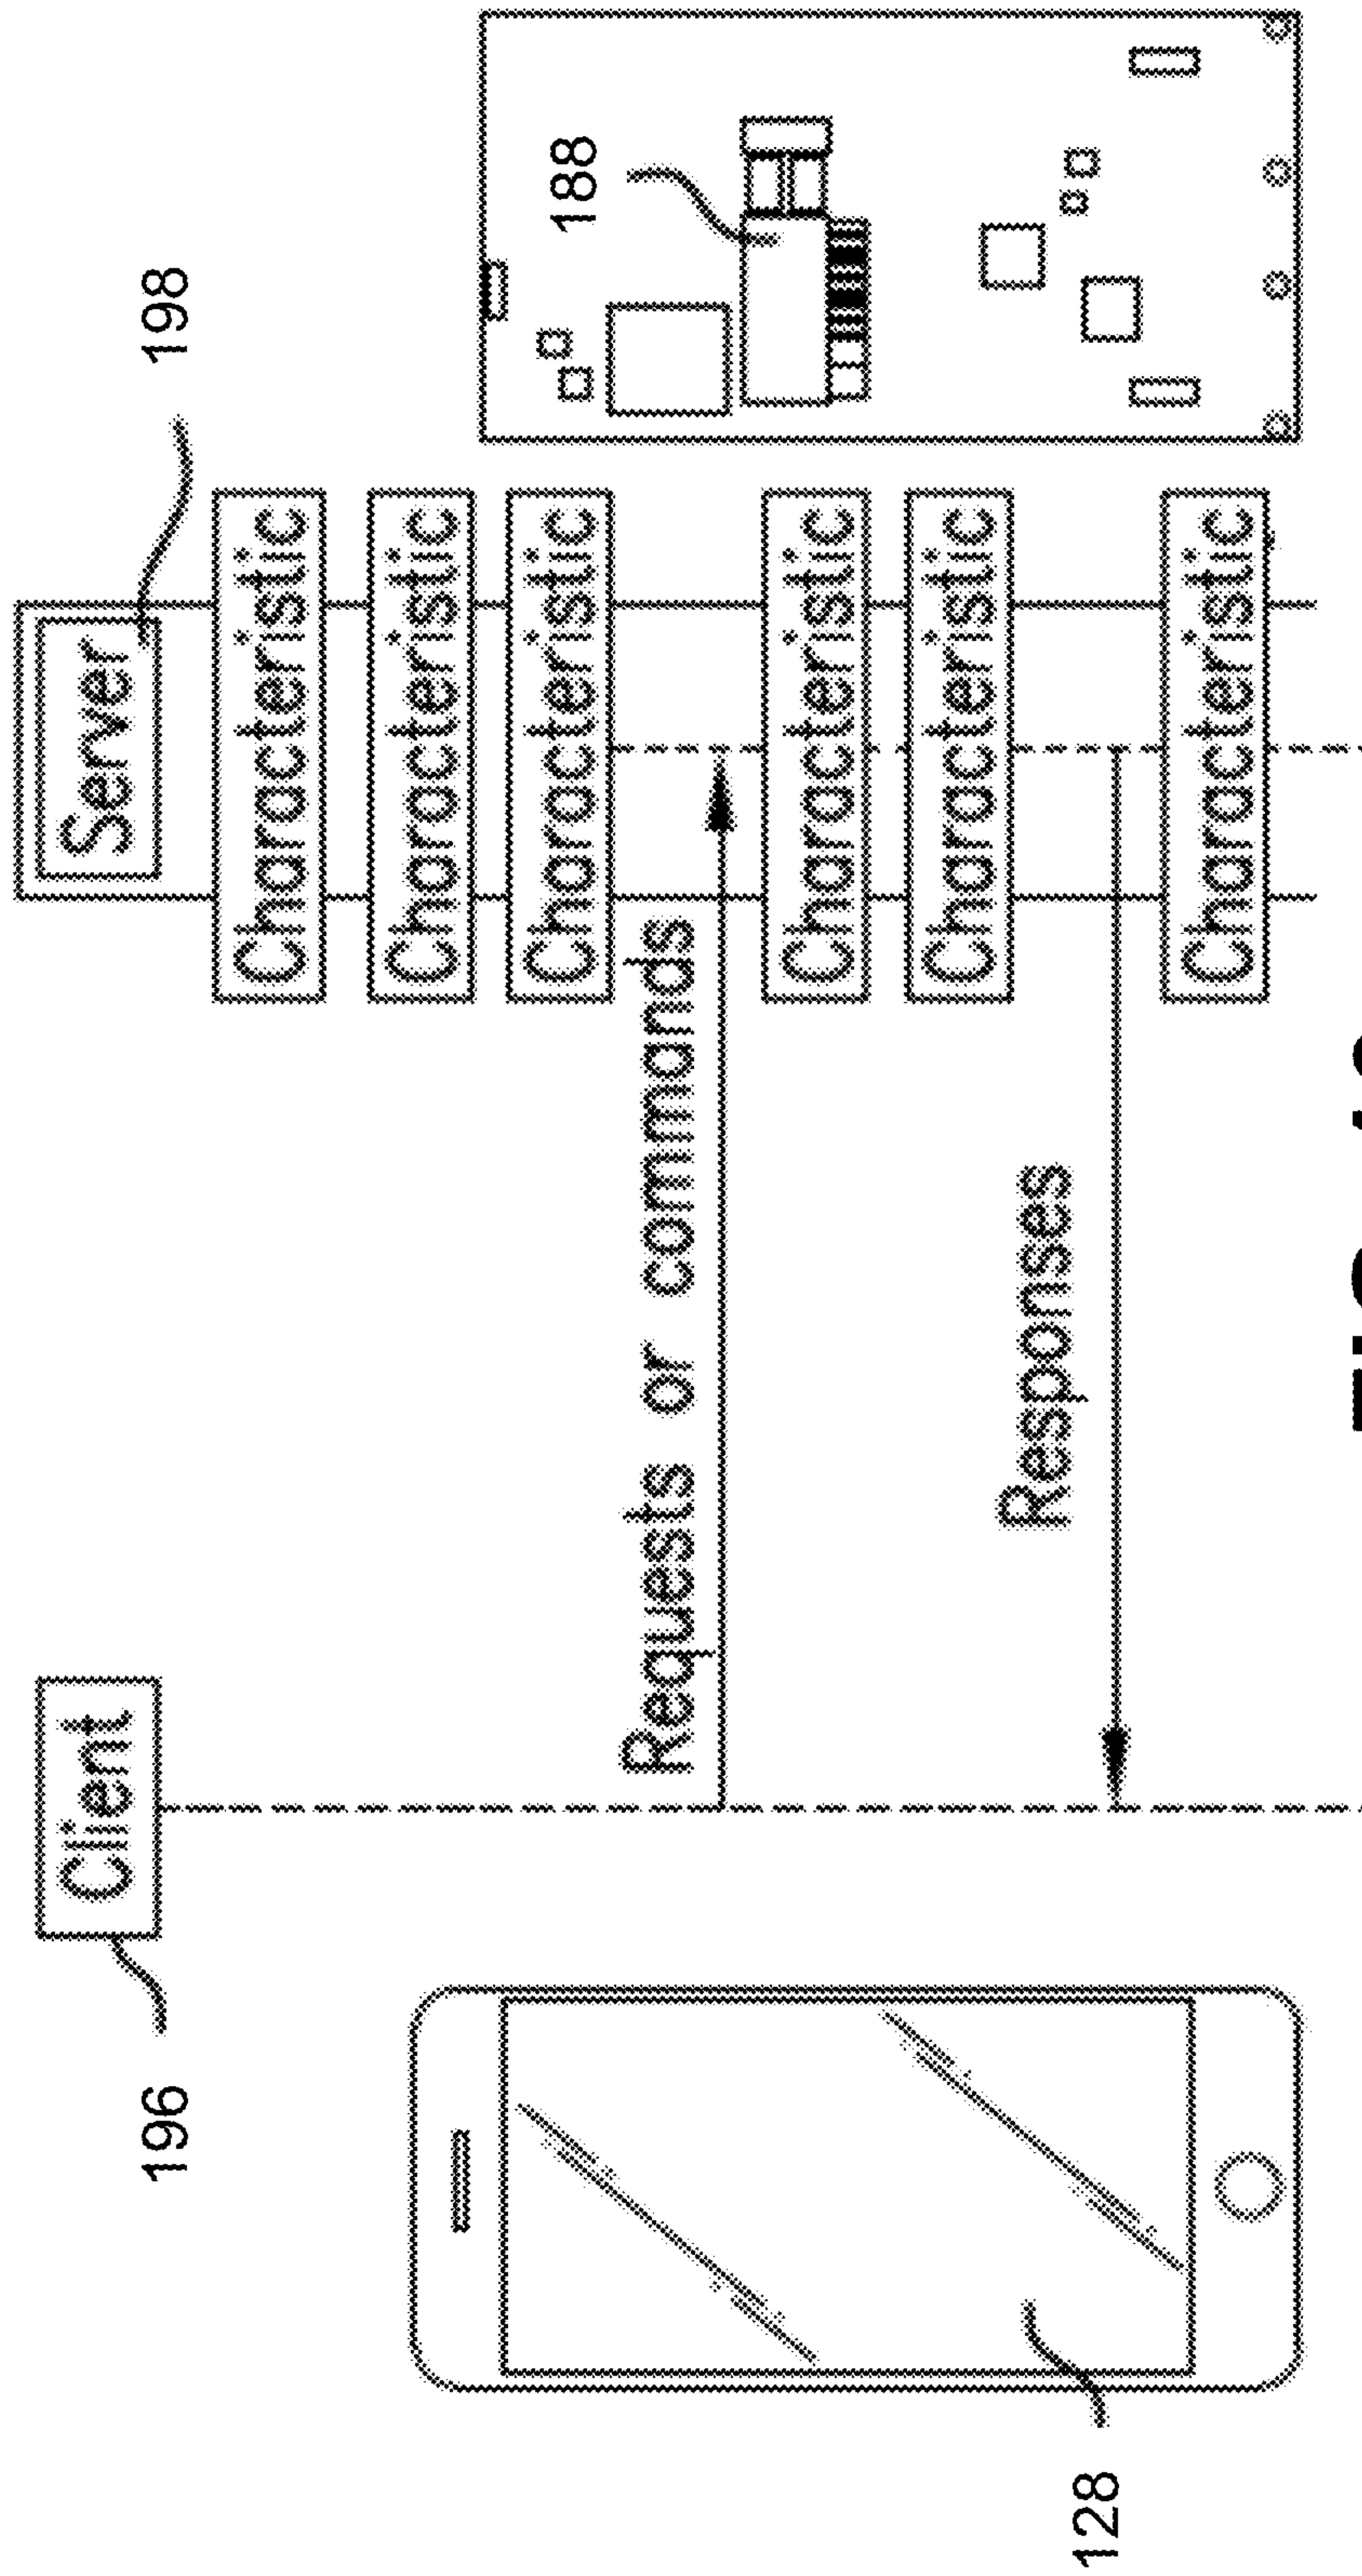 Client
Server
196
198
Characteristic
Characteristic
Characteristic
188
Requests or commands
Characteristic
Characteristic
Responses
128
Characteristic